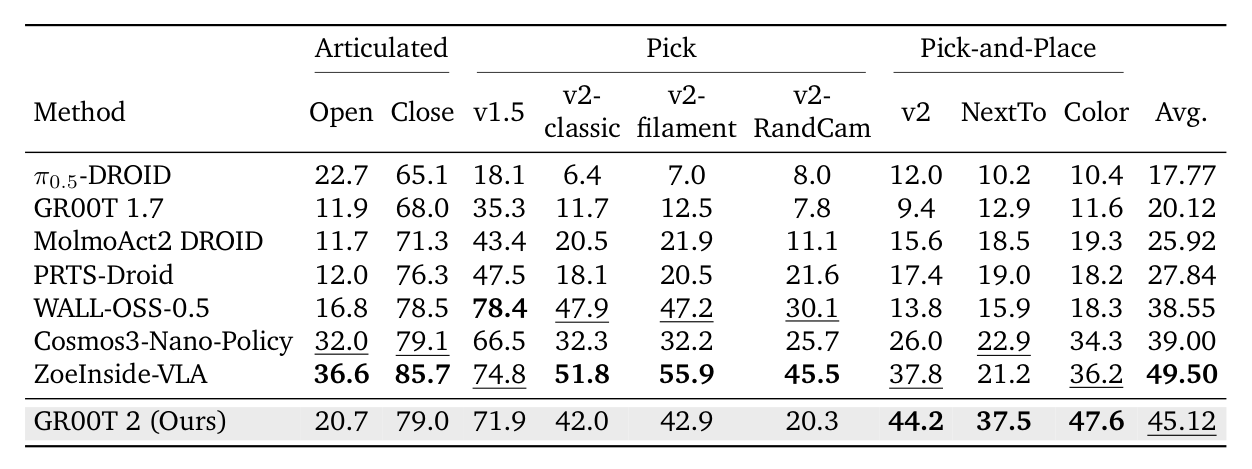 Articulated Pick Pick-and-Place
Method Open Close v1.5 v2-classic v2-filament v2-RandCam v2 NextTo Color Avg.
π0.5-DROID 22.7 65.1 18.1 6.4 7.0 8.0 12.0 10.2 10.4 17.77
GR00T 1.7 11.9 68.0 35.3 11.7 12.5 7.8 9.4 12.9 11.6 20.12
MolmoAct2 DROID 11.7 71.3 43.4 20.5 21.9 11.1 15.6 18.5 19.3 25.92
PRTS-Droid 12.0 76.3 47.5 18.1 20.5 21.6 17.4 19.0 18.2 27.84
WALL-OSS-0.5 16.8 78.5 78.4 47.9 47.2 30.1 13.8 15.9 18.3 38.55
Cosmos3-Nano-Policy 32.0 79.1 66.5 32.3 32.2 25.7 26.0 22.9 34.3 39.00
ZoeInside-VLA 36.6 85.7 74.8 51.8 55.9 45.5 37.8 21.2 36.2 49.50
GR00T 2 (Ours) 20.7 79.0 71.9 42.0 42.9 20.3 44.2 37.5 47.6 45.12